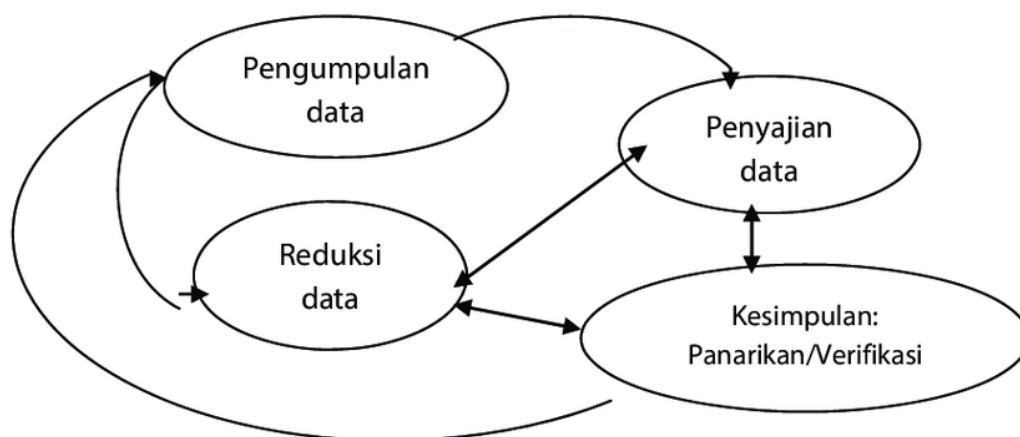 Pengumpulan
data
Penyajian
data
Reduksi
data
Kesimpulan:
Panarikan/Verifikasi